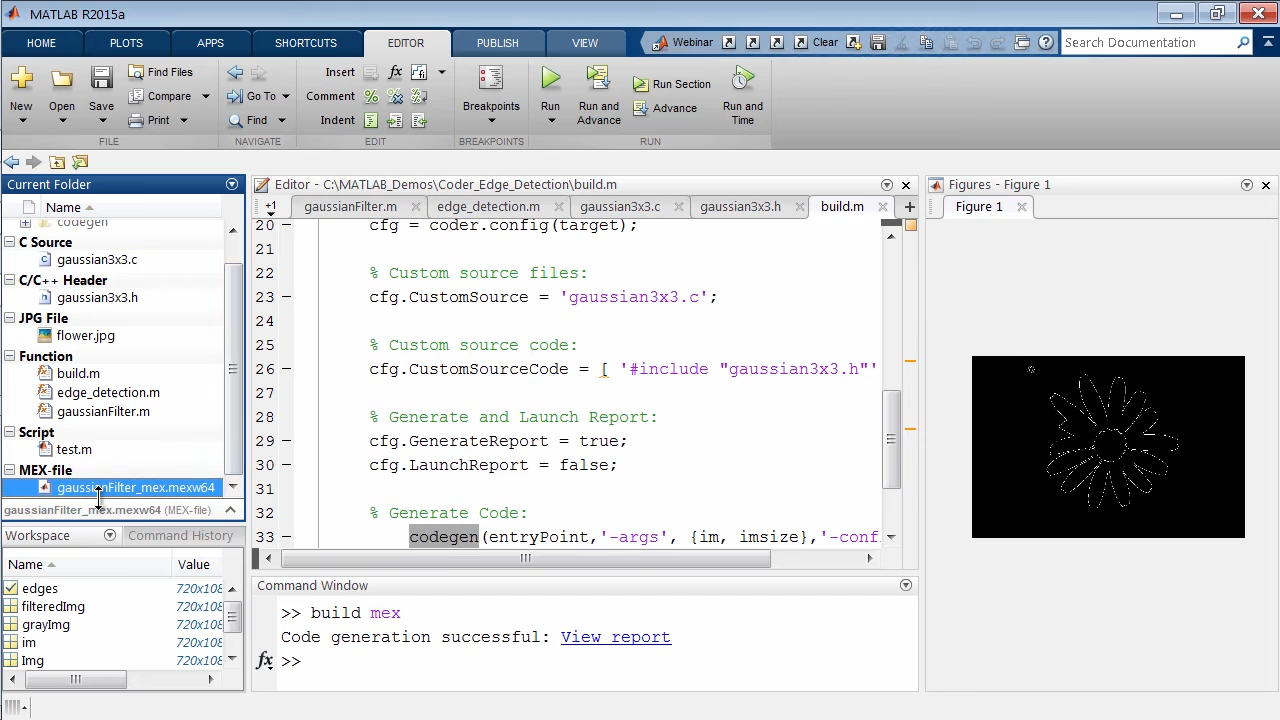 MATLAB R2015a
HOME PLOTS APPS SHORTCUTS EDITOR PUBLISH VIEW Webinar Clear Search Documentation
New Open Save Find Files Compare Print
Go To Find
Insert Comment Indent
Breakpoints
Run Run and Advance Run Section Advance Run and Time
FILE NAVIGATE EDIT BREAKPOINTS RUN
Current Folder
Name
codegen
C Source
gaussian3x3.c
C/C++ Header
gaussian3x3.h
JPG File
flower.jpg
Function
build.m
edge_detection.m
gaussianFilter.m
Script
test.m
MEX-file
gaussianFilter_mex.mexw64
gaussianFilter_mex.mexw64 (MEX-file)
Workspace Command History
Name Value
edges 720x108
filteredImg 720x108
grayImg 720x108
im 720x108
Img 720x108
Editor - C:\MATLAB_Demos\Coder_Edge_Detection\build.m
+1 gaussianFilter.m edge_detection.m gaussian3x3.c gaussian3x3.h build.m
20 – cfg = coder.config(target);
21
22 % Custom source files:
23 – cfg.CustomSource = 'gaussian3x3.c';
24
25 % Custom source code:
26 – cfg.CustomSourceCode = [ '#include "gaussian3x3.h"'
27
28 % Generate and Launch Report:
29 – cfg.GenerateReport = true;
30 – cfg.LaunchReport = false;
31
32 % Generate Code:
33 – codegen(entryPoint,'-args', {im, imsize},'-conf
Command Window
>> build mex
Code generation successful: View report
fx >>
Figures - Figure 1
Figure 1